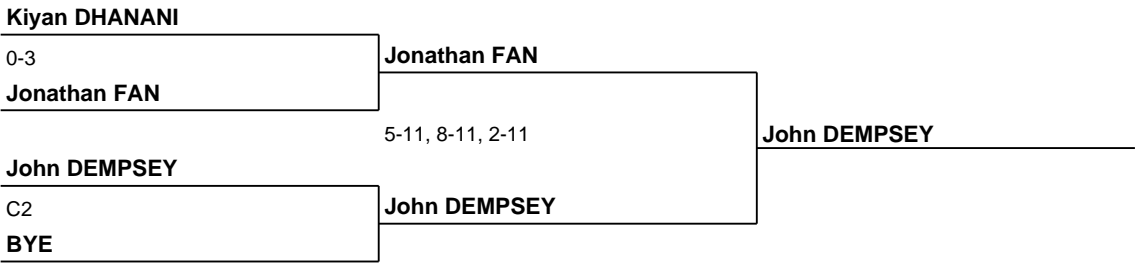 Kiyan DHANANI
0-3
Jonathan FAN
Jonathan FAN
5-11, 8-11, 2-11
John DEMPSEY
John DEMPSEY
C2
John DEMPSEY
BYE